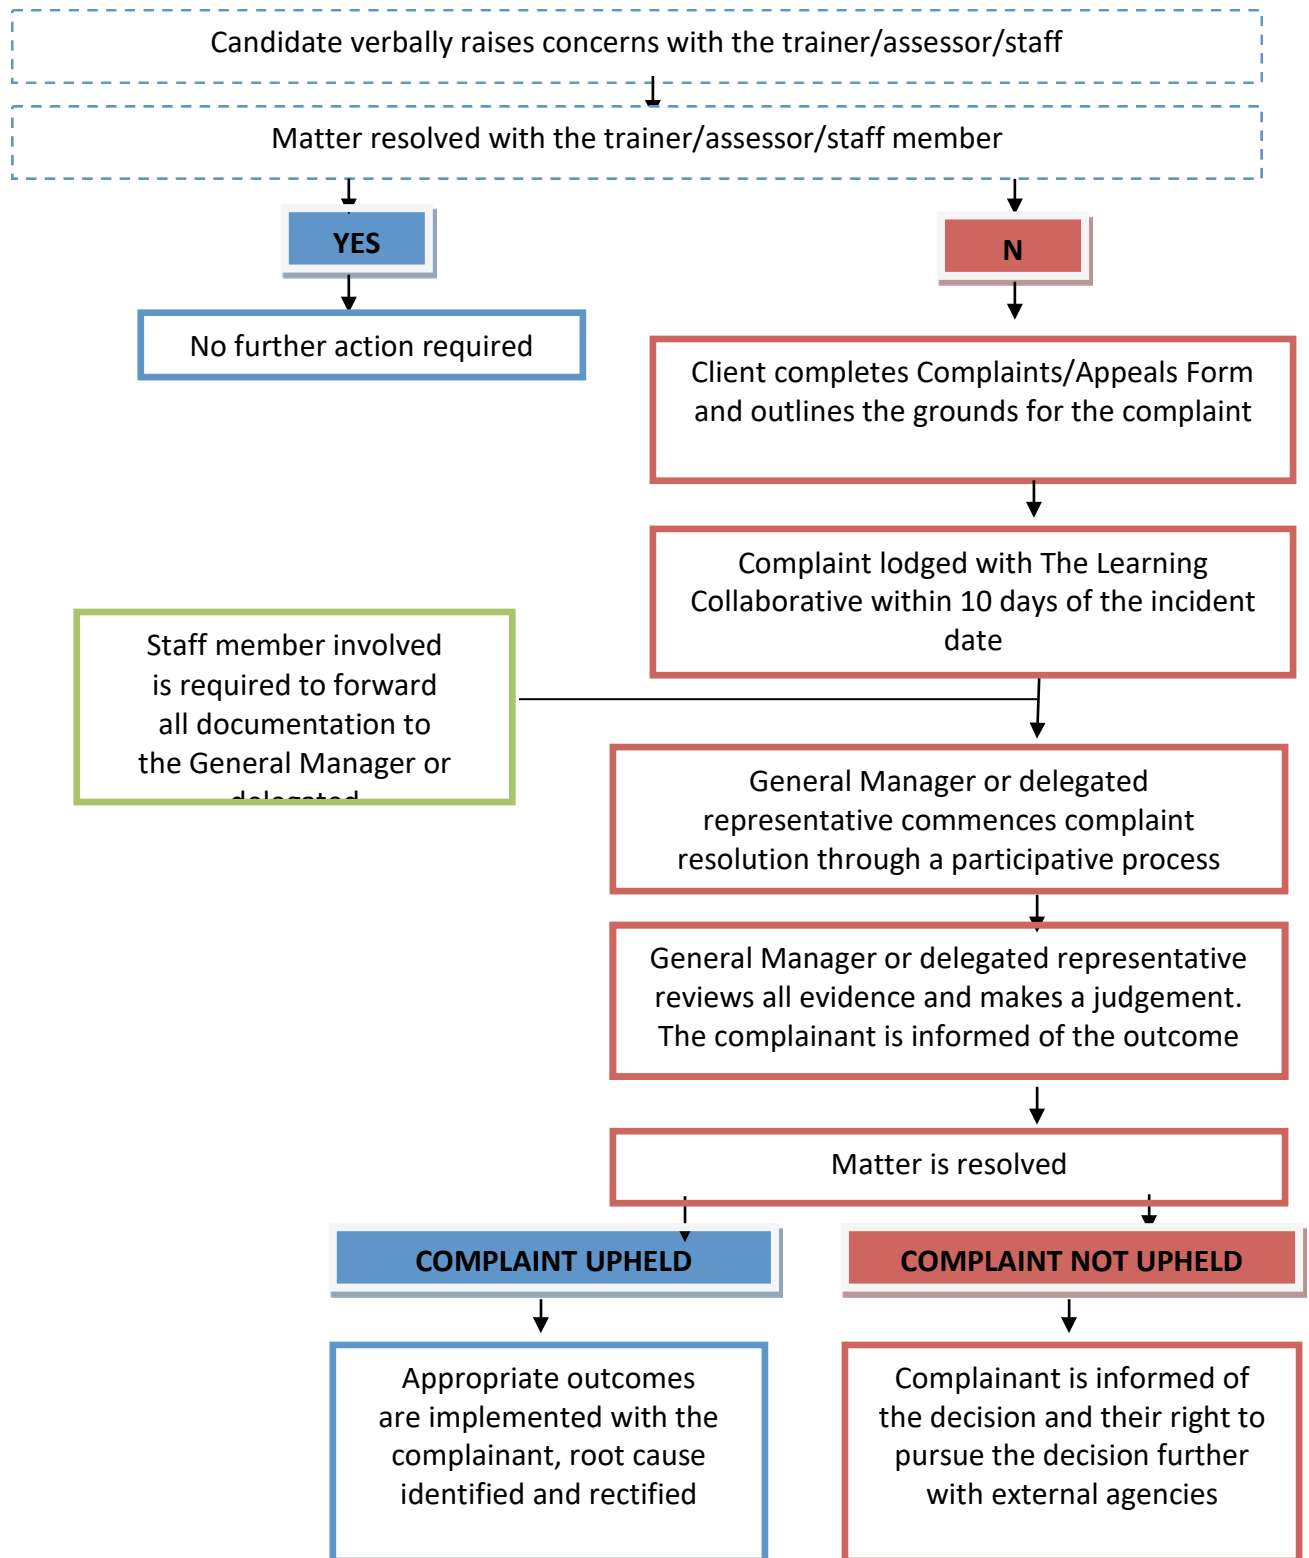 Candidate verbally raises concerns with the trainer/assessor/staff
Matter resolved with the trainer/assessor/staff member
YES
N
No further action required
Client completes Complaints/Appeals Form
and outlines the grounds for the complaint
Complaint lodged with The Learning
Collaborative within 10 days of the incident
date
Staff member involved
is required to forward
all documentation to
the General Manager or
delegated
General Manager or delegated
representative commences complaint
resolution through a participative process
General Manager or delegated representative
reviews all evidence and makes a judgement.
The complainant is informed of the outcome
Matter is resolved
COMPLAINT UPHELD
COMPLAINT NOT UPHELD
Appropriate outcomes
are implemented with the
complainant, root cause
identified and rectified
Complainant is informed of
the decision and their right to
pursue the decision further
with external agencies